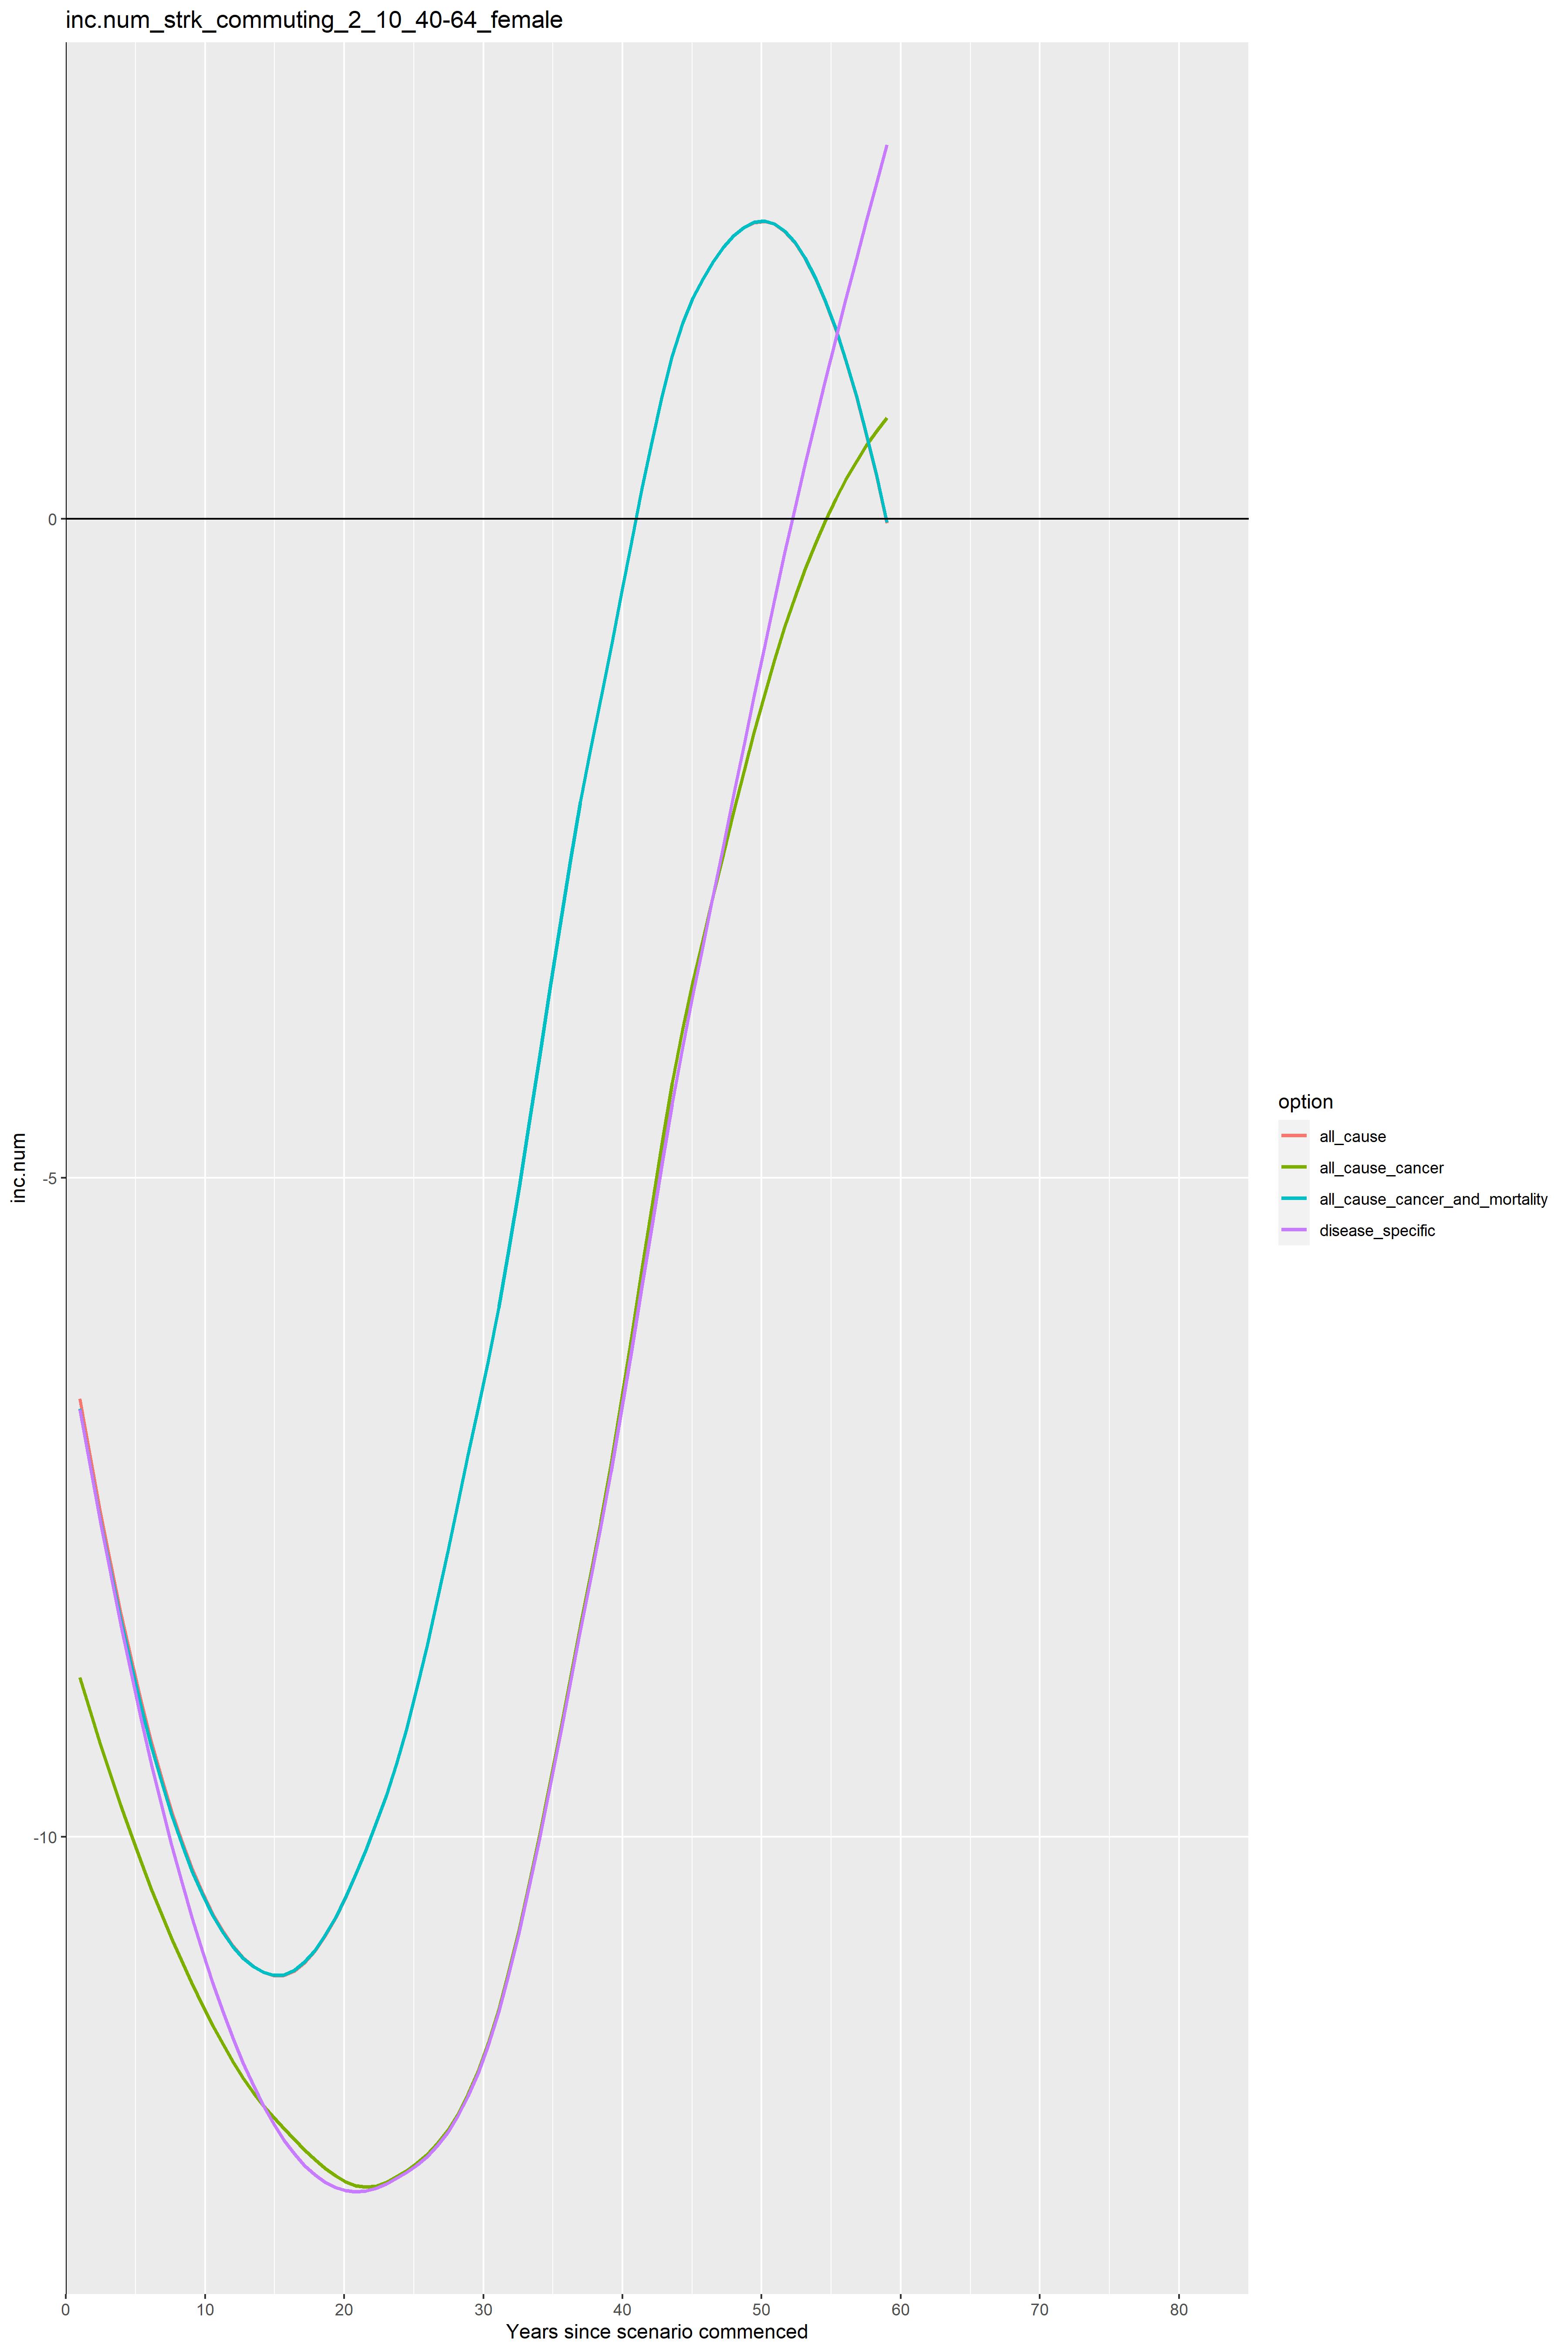 inc.num_strk_commuting_2_10_40-64_female
0
-5
-10
inc.num
0 10 20 30 40 50 60 70 80
Years since scenario commenced
option
all_cause
all_cause_cancer
all_cause_cancer_and_mortality
disease_specific